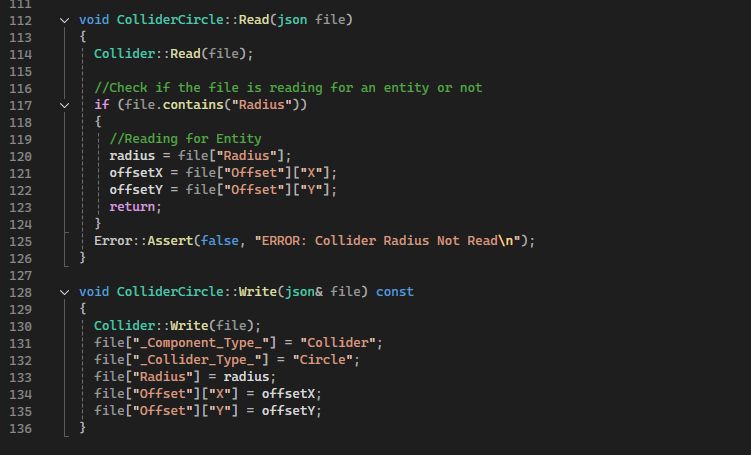 111
112 void ColliderCircle::Read(json file)
113 {
114 Collider::Read(file);
115
116 //Check if the file is reading for an entity or not
117 if (file.contains("Radius"))
118 {
119 //Reading for Entity
120 radius = file["Radius"];
121 offsetX = file["Offset"]["X"];
122 offsetY = file["Offset"]["Y"];
123 return;
124 }
125 Error::Assert(false, "ERROR: Collider Radius Not Read\n");
126 }
127
128 void ColliderCircle::Write(json& file) const
129 {
130 Collider::Write(file);
131 file["_Component_Type_"] = "Collider";
132 file["_Collider_Type_"] = "Circle";
133 file["Radius"] = radius;
134 file["Offset"]["X"] = offsetX;
135 file["Offset"]["Y"] = offsetY;
136 }